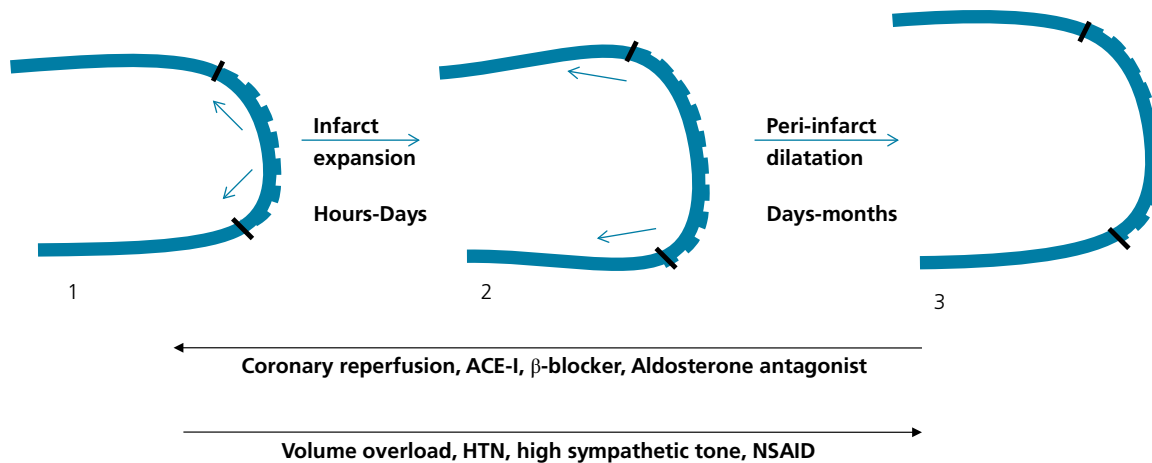 Infarct
expansion
Hours-Days
Peri-infarct
dilatation
Days-months
1
2
3
Coronary reperfusion, ACE-I, β-blocker, Aldosterone antagonist
Volume overload, HTN, high sympathetic tone, NSAID